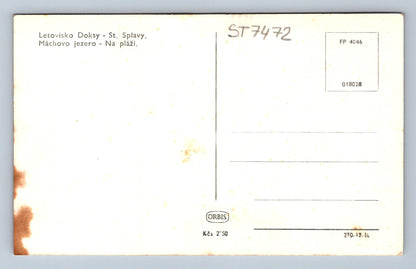 Letovisko Doksy - St. Splavy,
Máchovo jezero - Na pláži,
ST7472
FP 4046
018028
ORBIS
Kčs 2'50